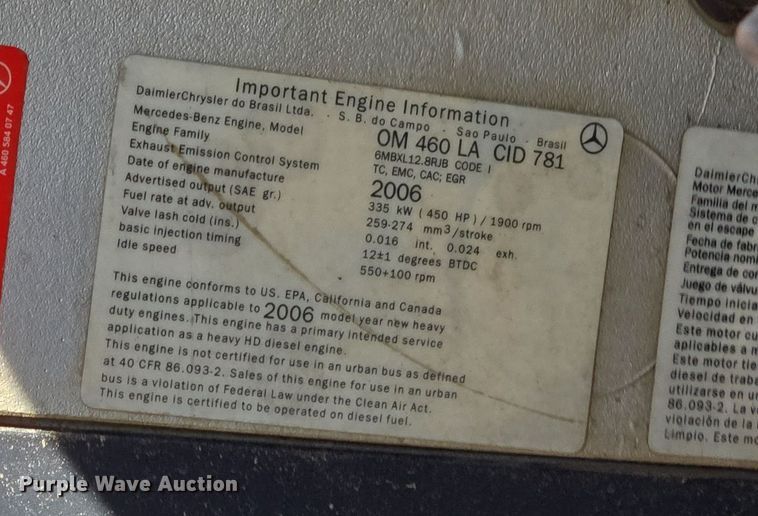 Important Engine Information
DaimlerChrysler do Brasil Ltda. · S. B. do Campo · Sao Paulo · Brasil
Mercedes-Benz Engine, Model OM 460 LA CID 781
Engine Family 6MBXL12.8RJB CODE I
Exhaust Emission Control System TC, EMC, CAC; EGR
Date of engine manufacture 2006
Advertised output (SAE gr.) 335 kW (450 HP) / 1900 rpm
Fuel rate at adv. output 259-274 mm³/stroke
Valve lash cold (ins.) 0.016 int. 0.024 exh.
basic injection timing 12±1 degrees BTDC
Idle speed 550+100 rpm
This engine conforms to US. EPA, California and Canada
regulations applicable to 2006 model year new heavy
duty engines. This engine has a primary intended service
application as a heavy HD diesel engine.
This engine is not certified for use in an urban bus as defined
at 40 CFR 86.093-2. Sales of this engine for use in an urban
bus is a violation of Federal Law under the Clean Air Act.
This engine is certified to be operated on diesel fuel.
A 460 584 07 47
DaimlerChr
Motor Merce
Familia del m
Sistema de c
en el escape
Fecha de fabr
Potencia nomi
Entrega de con
Juego de válvu
Tiempo inicia
Velocidad en
Este motor cu
aplicables a m
Este motor tie
diesel de traba
utilizarse en un
86.093-2. La v
violación de la
Limpio. Este mo
Purple Wave Auction